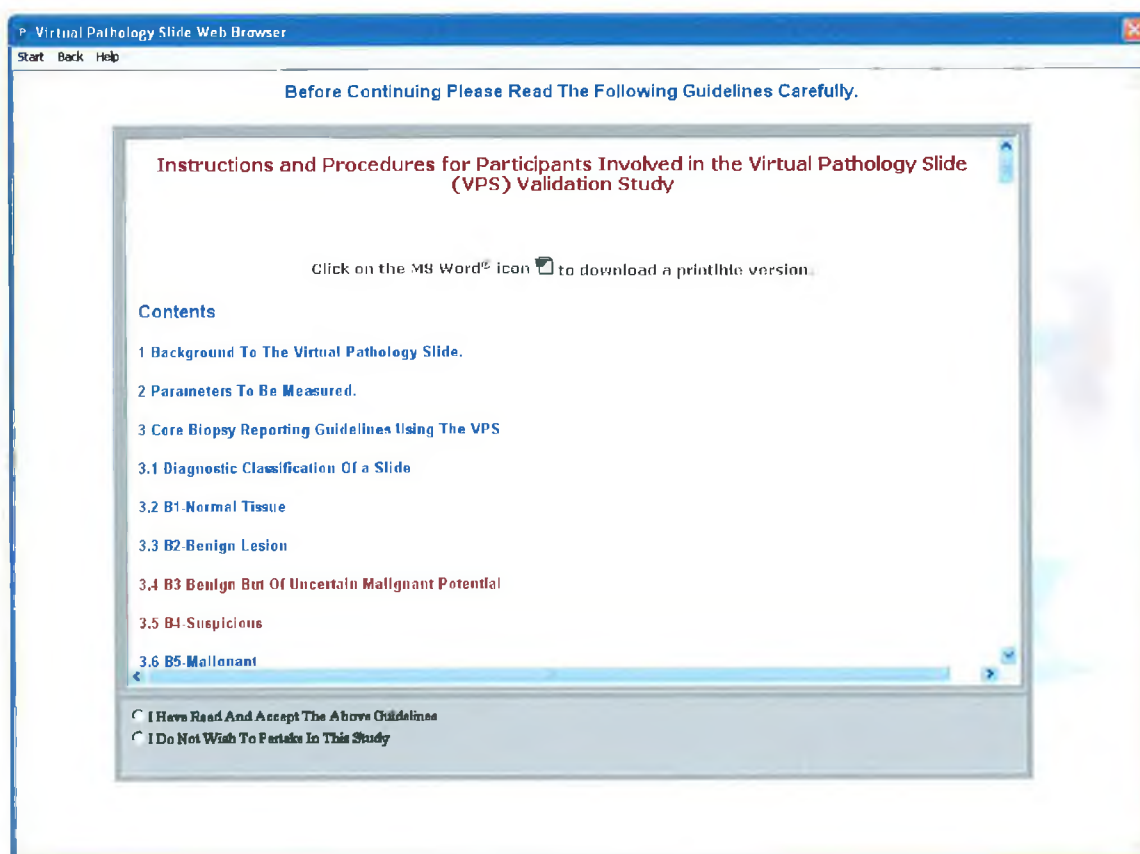 Virtual Pathology Slide Web Browser
Start Back Help
Before Continuing Please Read The Following Guidelines Carefully.
Instructions and Procedures for Participants Involved in the Virtual Pathology Slide
(VPS) Validation Study
Click on the MS Word® icon to download a printible version.
Contents
1 Background To The Virtual Pathology Slide.
2 Parameters To Be Measured.
3 Core Biopsy Reporting Guidelines Using The VPS
3.1 Diagnostic Classification Of a Slide
3.2 B1-Normal Tissue
3.3 B2-Benign Lesion
3.4 B3 Benign But Of Uncertain Malignant Potential
3.5 B4-Suspicious
3.6 B5-Malignant
I Have Read And Accept The Above Guidelines
I Do Not Wish To Partake In This Study